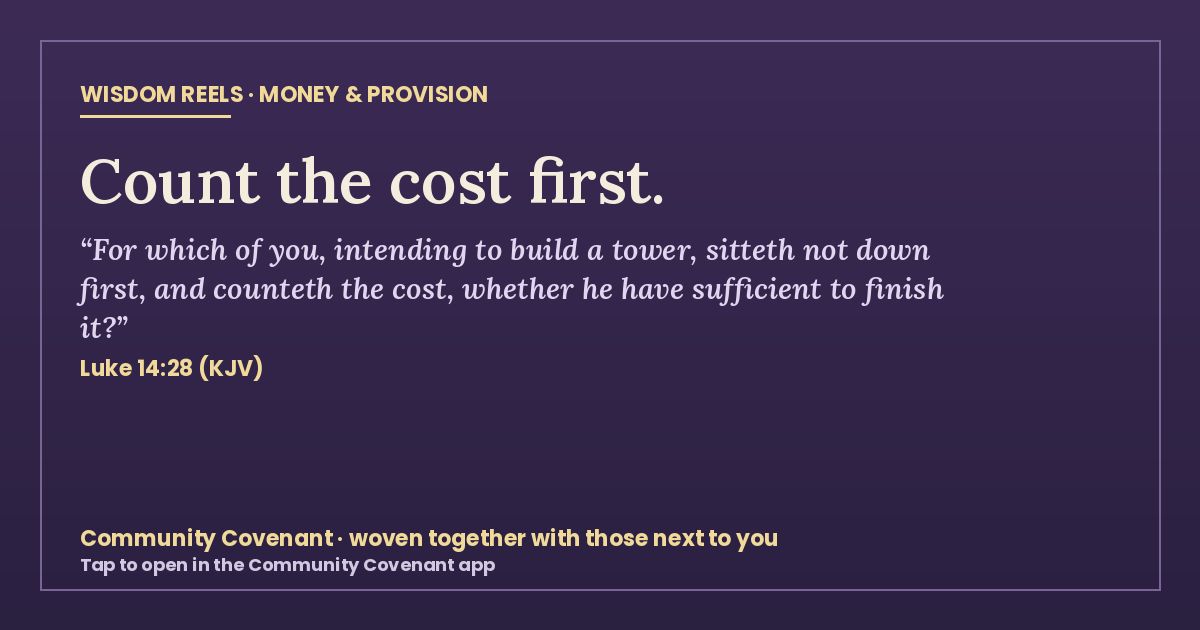 WISDOM REELS · MONEY & PROVISION
Count the cost first.
“For which of you, intending to build a tower, sitteth not down
first, and counteth the cost, whether he have sufficient to finish
it?”
Luke 14:28 (KJV)
Community Covenant · woven together with those next to you
Tap to open in the Community Covenant app